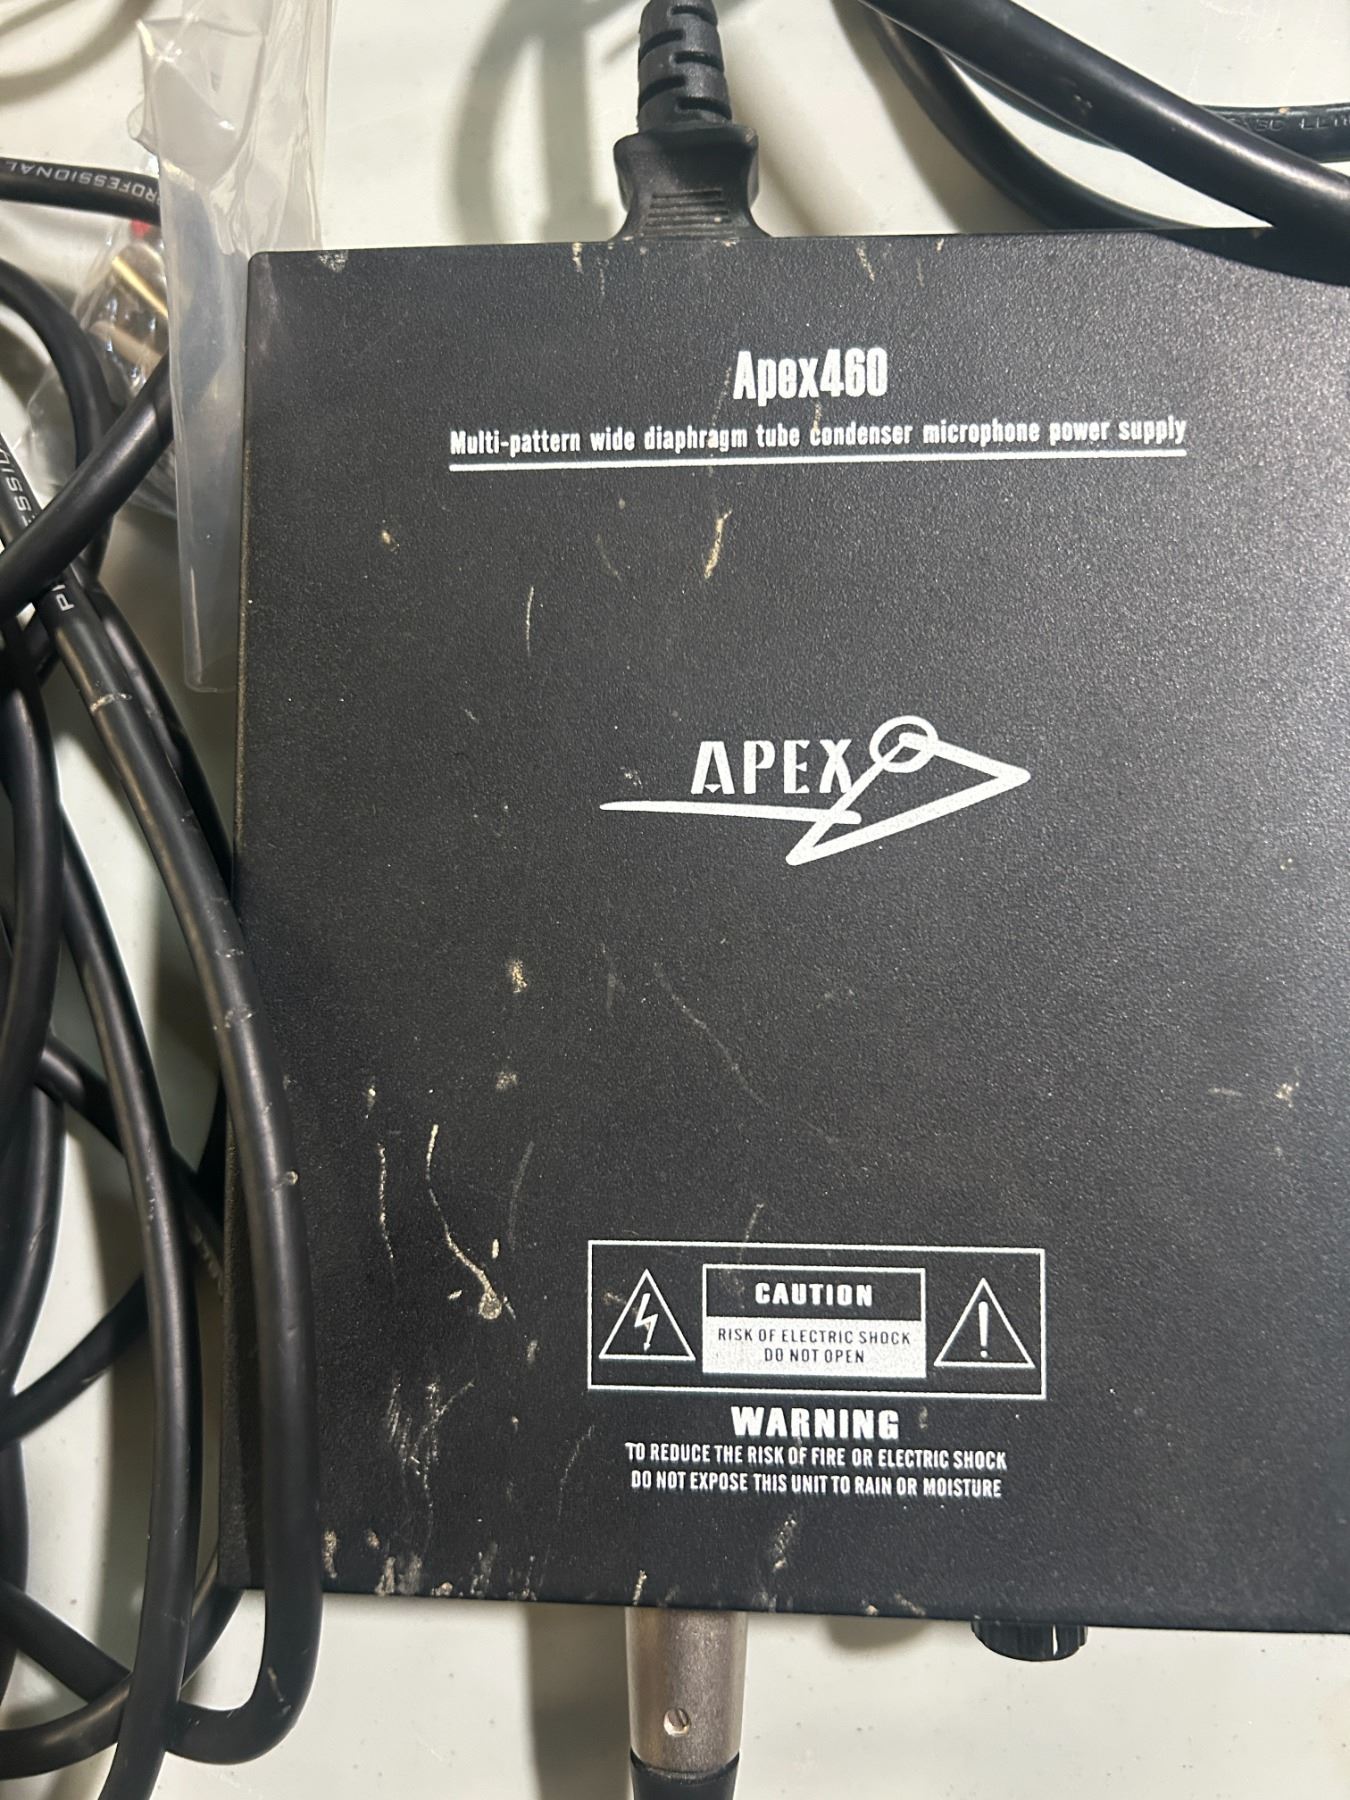 PROFESSIONAL
Apex460
Multi-pattern wide diaphragm tube condenser microphone power supply
APEX
CAUTION
RISK OF ELECTRIC SHOCK
DO NOT OPEN
WARNING
TO REDUCE THE RISK OF FIRE OR ELECTRIC SHOCK
DO NOT EXPOSE THIS UNIT TO RAIN OR MOISTURE